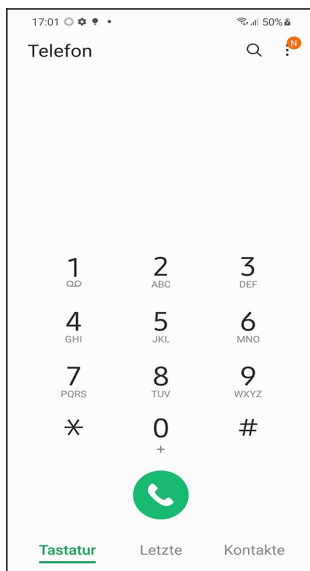 17:01 50%
Telefon N
1 2 3
ABC DEF
4 5 6
GHI JKL MNO
7 8 9
PQRS TUV WXYZ
* 0 #
+
Tastatur Letzte Kontakte